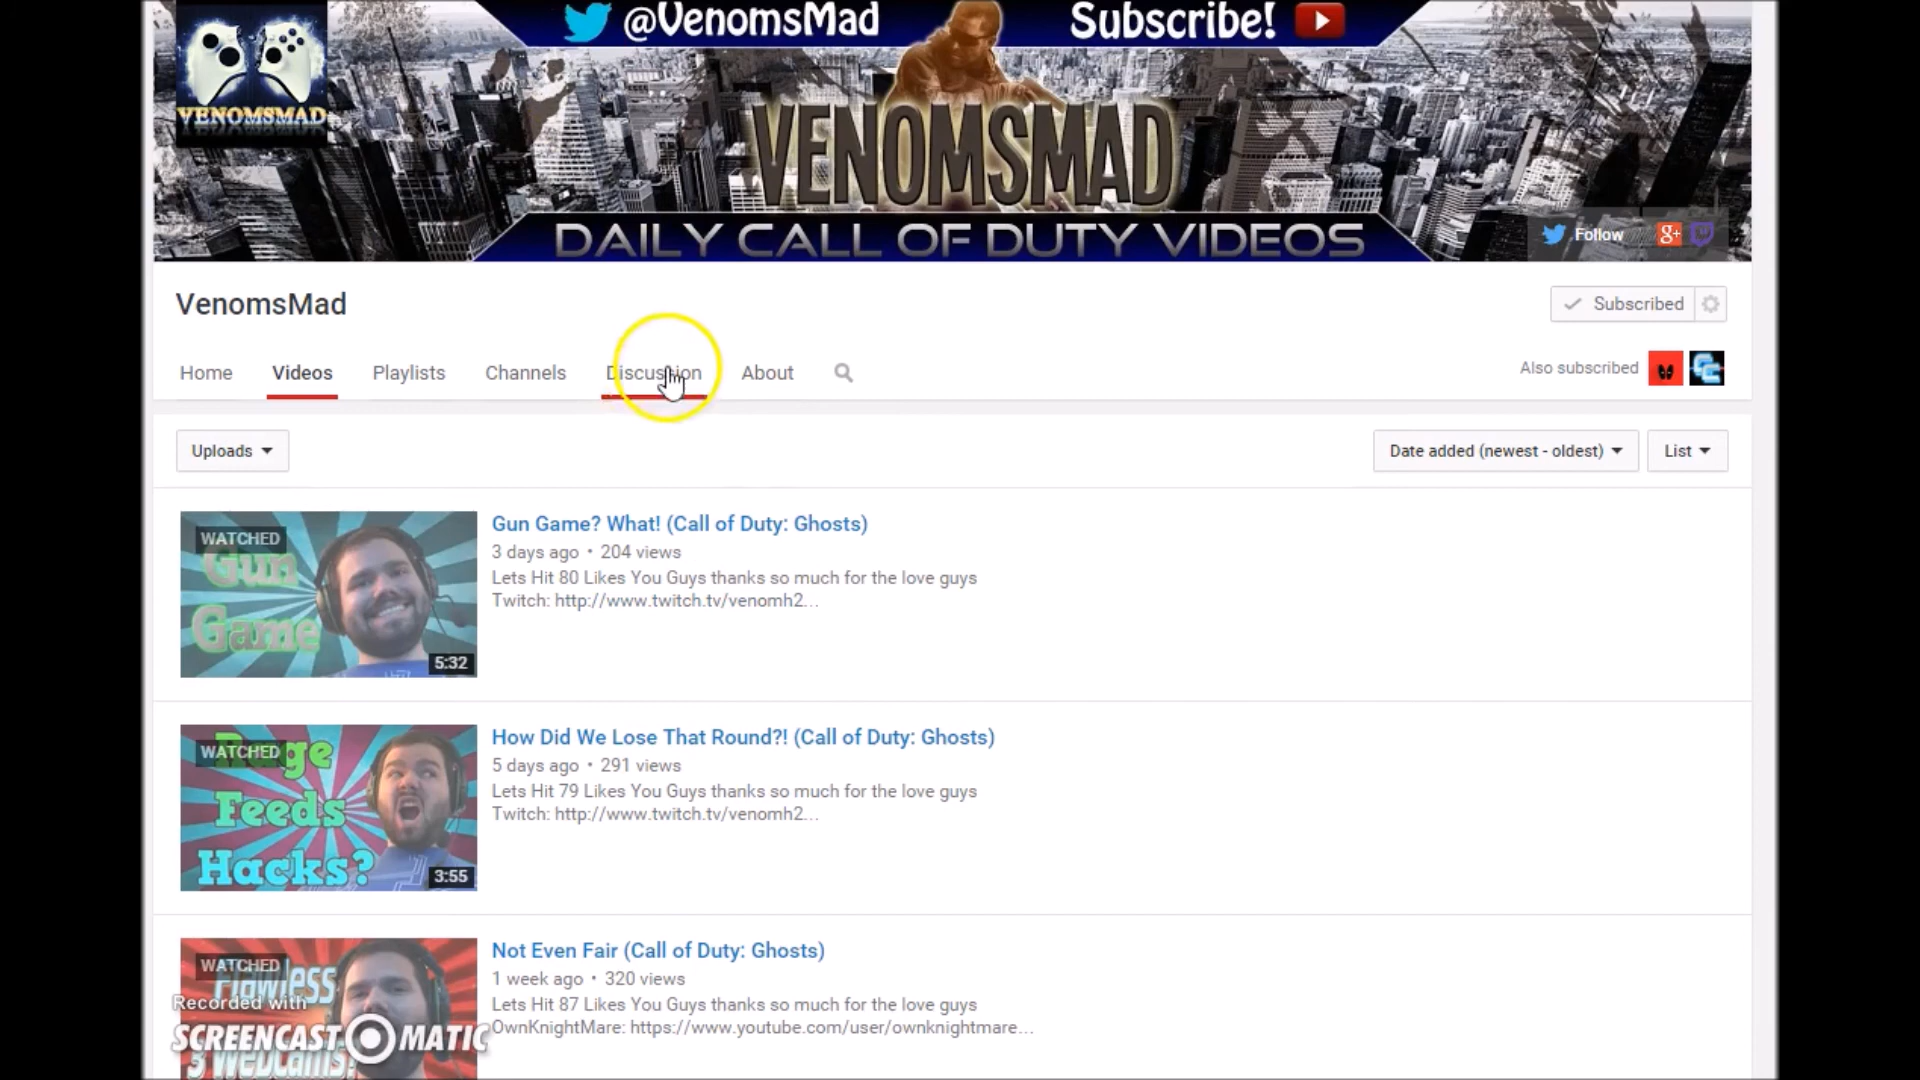 @VenomsMad
Subscribe!
VENOMSMAD
VENOMSMAD
DAILY CALL OF DUTY VIDEOS
Follow
g+
VenomsMad
Subscribed
Home
Videos
Playlists
Channels
Discussion
About
Also subscribed
Uploads
Date added (newest - oldest)
List
WATCHED
Gun
Game
5:32
Gun Game? What! (Call of Duty: Ghosts)
3 days ago • 204 views
Lets Hit 80 Likes You Guys thanks so much for the love guys
Twitch: http://www.twitch.tv/venomh2...
WATCHED
Rage
Feeds
Hacks?
3:55
How Did We Lose That Round?! (Call of Duty: Ghosts)
5 days ago • 291 views
Lets Hit 79 Likes You Guys thanks so much for the love guys
Twitch: http://www.twitch.tv/venomh2...
WATCHED
Flawless
3 Webcams!
Not Even Fair (Call of Duty: Ghosts)
1 week ago • 320 views
Lets Hit 87 Likes You Guys thanks so much for the love guys
OwnKnightMare: https://www.youtube.com/user/ownknightmare...
Recorded with
SCREENCAST MATIC